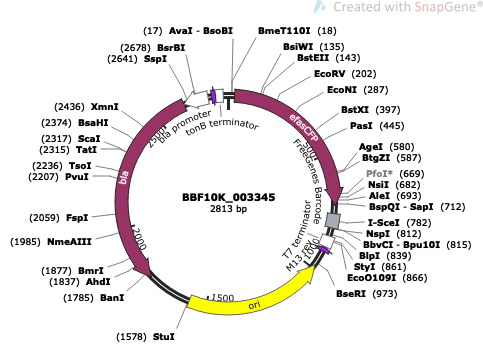 Created with SnapGene®
(17) AvaI - BsoBI
BmeT110I (18)
(2678) BsrBI
(2641) SspI
BsiWI (135)
BstEII (143)
EcoRV (202)
EcoNI (287)
BstXI (397)
PasI (445)
AgeI (580)
BtgZI (587)
PfoI* (669)
NsiI (682)
AleI (693)
BspQI - SapI (712)
I-SceI (782)
NspI (812)
BbvCI - Bpu10I (815)
BlpI (839)
StyI (861)
EcoO109I (866)
BseRI (973)
(2436) XmnI
(2374) BsaHI
(2317) ScaI
(2315) TatI
(2236) TsoI
(2207) PvuI
(2059) FspI
(1985) NmeAIII
(1877) BmrI
(1837) AhdI
(1785) BanI
(1578) StuI
bla promoter
tonB terminator
efasCFP
FreeGenes Barcode
T7 terminator
M13 rev
bla
ori
500
1000
1500
2000
2500
BBF10K_003345
2813 bp